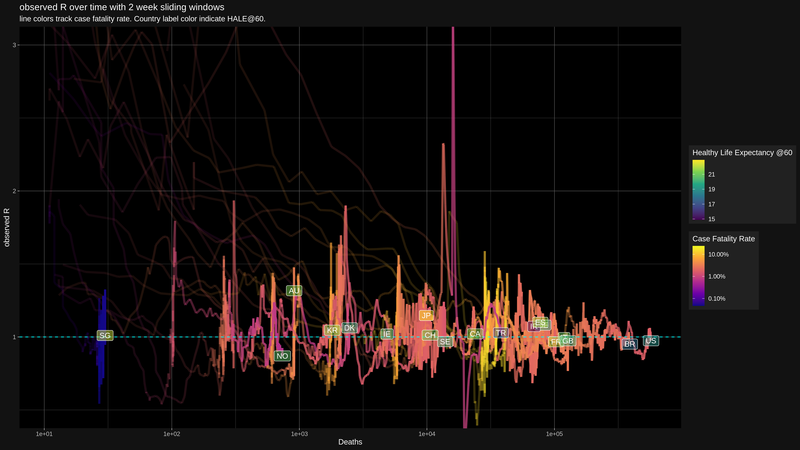 observed R over time with 2 week sliding windows
line colors track case fatality rate. Country label color indicate HALE@60.
3
2
1
observed R
SG
NO
AU
KR
DK
IE
JP
CH
SE
CA
TR
ES
FR
GB
BR
US
1e+01
1e+02
1e+03
1e+04
1e+05
Deaths
Healthy Life Expectancy @60
21
19
17
15
Case Fatality Rate
10.00%
1.00%
0.10%